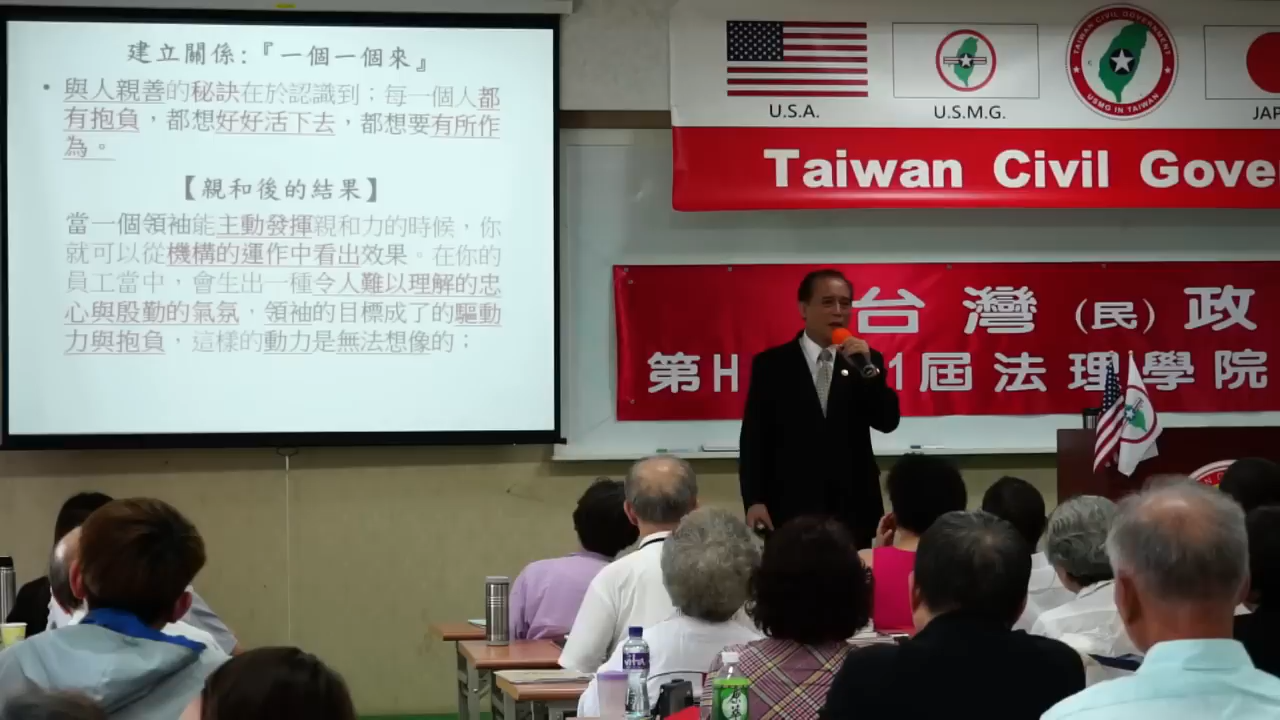 建立關係:『一個一個來』
• 與人親善的秘訣在於認識到；每一個人都
有抱負，都想好好活下去，都想要有所作
為。
【親和後的結果】
當一個領袖能主動發揮親和力的時候，你
就可以從機構的運作中看出效果。在你的
員工當中，會生出一種令人難以理解的忠
心與殷勤的氣氛，領袖的目標成了的驅動
力與抱負，這樣的動力是無法想像的；
U.S.A.
U.S.M.G.
TAIWAN CIVIL GOVERNMENT
USMG IN TAIWAN
JAP
Taiwan Civil Gove
台灣（民）政
第H 1屆法理學院